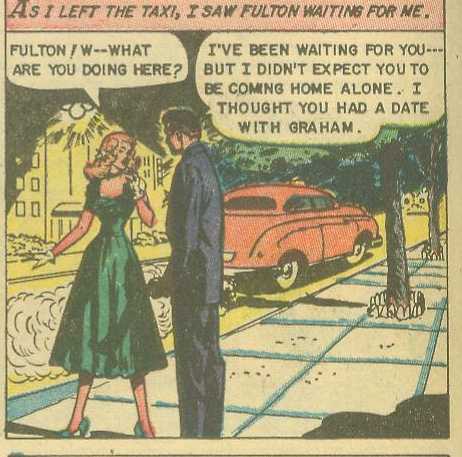 AS I LEFT THE TAXI, I SAW FULTON WAITING FOR ME.
FULTON! W--WHAT
ARE YOU DOING HERE?
I'VE BEEN WAITING FOR YOU---
BUT I DIDN'T EXPECT YOU TO
BE COMING HOME ALONE. I
THOUGHT YOU HAD A DATE
WITH GRAHAM.